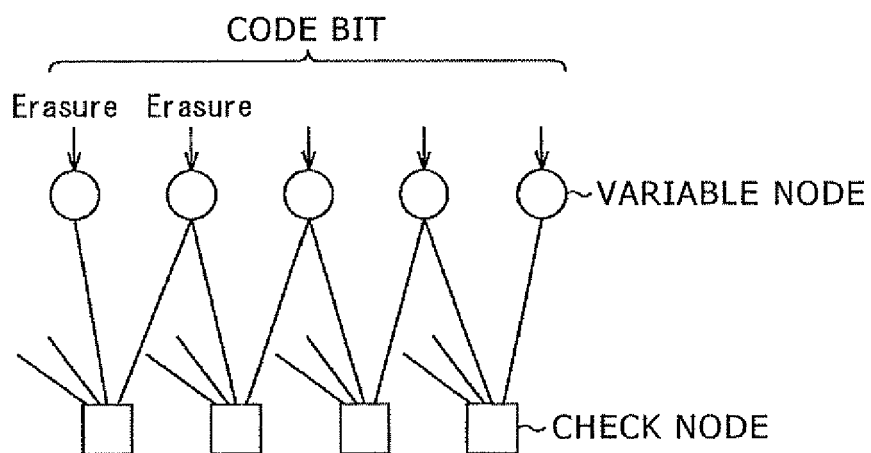 CODE BIT
Erasure Erasure
VARIABLE NODE
CHECK NODE